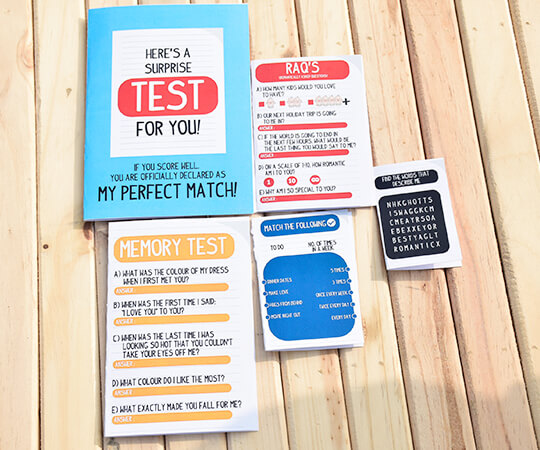 HERE'S A
SURPRISE
TEST
FOR YOU!
IF YOU SCORE WELL,
YOU ARE OFFICIALLY DECLARED AS
MY PERFECT MATCH!
RAQ'S
(ROMANTICALLY ASKED QUESTIONS)
A) HOW MANY KIDS WOULD YOU LOVE
TO HAVE?
+
B) OUR NEXT HOLIDAY TRIP IS GOING
TO BE IN?
ANSWER
C) IF THE WORLD IS GOING TO END IN
THE NEXT FEW HOURS. WHAT WOULD BE
THE LAST THING YOU WOULD SAY TO ME?
ANSWER
D) ON A SCALE OF 1-10, HOW ROMANTIC
AM I TO YOU?
1 10 00
E) WHY AM I SO SPECIAL TO YOU?
ANSWER
FIND THE WORDS THAT
DESCRIBE ME
NHKGHOTTS
ISWAGGKCM
CMEAYRSOA
EBEXXEYOR
BESTYAGLT
ROMANTICX
MATCH THE FOLLOWING
TO DO NO. OF TIMES
IN A WEEK
DINNER DATES 5 TIMES
MAKE LOVE 3 TIMES
HUGS FROM BEHIND ONCE EVERY WEEK
MOVIE NIGHT OUT TWICE EVERY DAY
EVERY DAY
MEMORY TEST
A) WHAT WAS THE COLOUR OF MY DRESS
WHEN I FIRST MET YOU?
ANSWER
B) WHEN WAS THE FIRST TIME I SAID:
'I LOVE YOU' TO YOU?
ANSWER
C) WHEN WAS THE LAST TIME I WAS
LOOKING SO HOT THAT YOU COULDN'T
TAKE YOUR EYES OFF ME?
ANSWER
D) WHAT COLOUR DO I LIKE THE MOST?
ANSWER
E) WHAT EXACTLY MADE YOU FALL FOR ME?
ANSWER